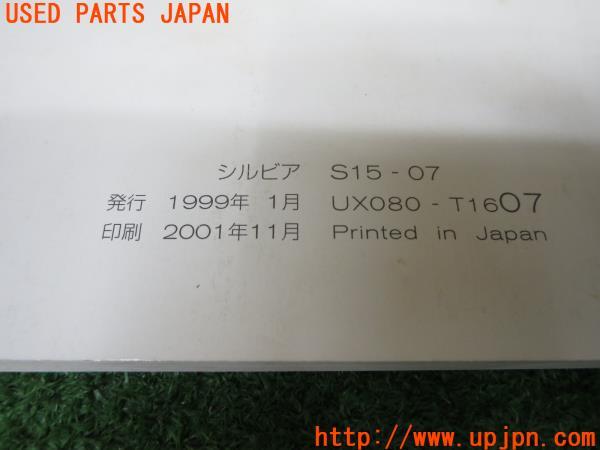 USED PARTS JAPAN
シルビア S15-07
発行 1999年 1月 UX080-T1607
印刷 2001年11月 Printed in Japan
http://www.upjpn.com/